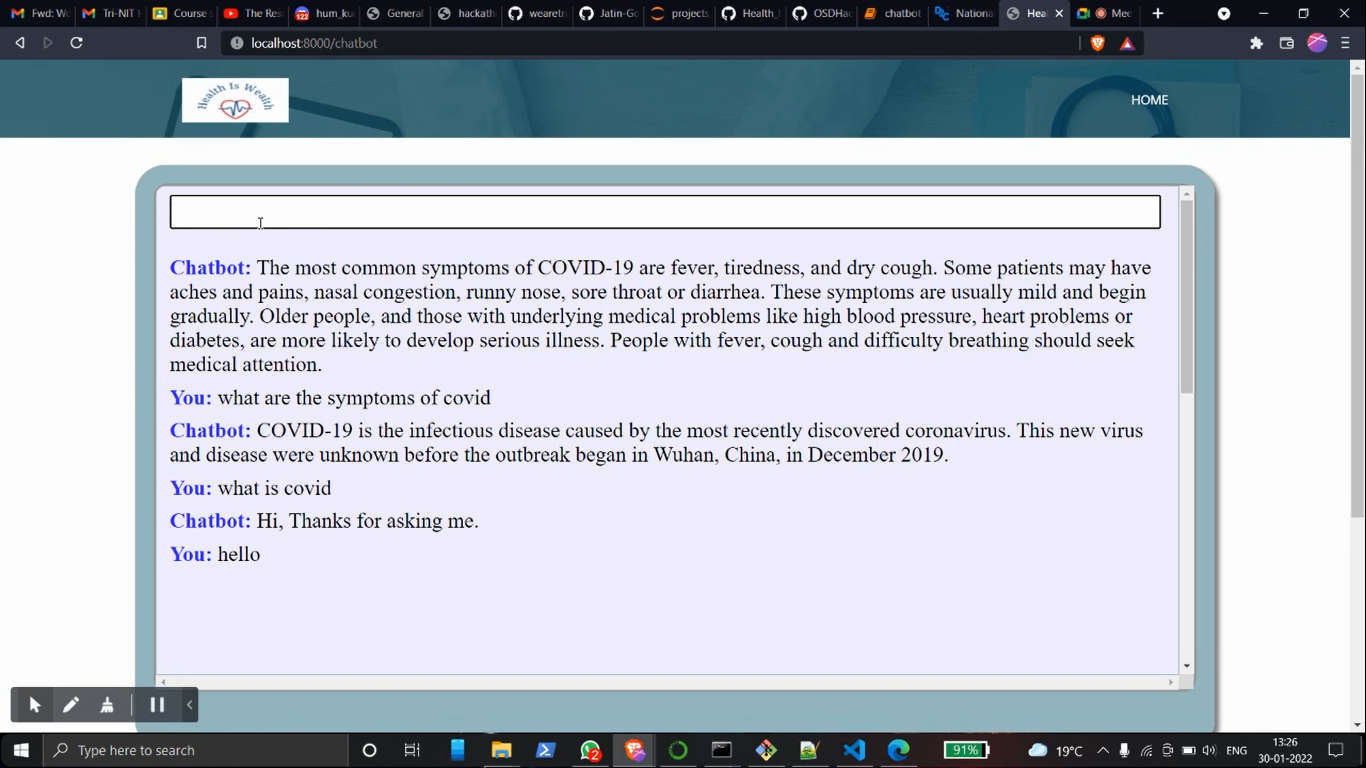 Fwd: Wo
Tri-NIT H
Course
The Res
122
hum_ku
General
hackath
wearetr
Jatin-Go
projects
Health_
OSDHac
chatbot
Nationa
Hea
Mee
localhost:8000/chatbot
Health Is Wealth
HOME
Chatbot: The most common symptoms of COVID-19 are fever, tiredness, and dry cough. Some patients may have
aches and pains, nasal congestion, runny nose, sore throat or diarrhea. These symptoms are usually mild and begin
gradually. Older people, and those with underlying medical problems like high blood pressure, heart problems or
diabetes, are more likely to develop serious illness. People with fever, cough and difficulty breathing should seek
medical attention.
You: what are the symptoms of covid
Chatbot: COVID-19 is the infectious disease caused by the most recently discovered coronavirus. This new virus
and disease were unknown before the outbreak began in Wuhan, China, in December 2019.
You: what is covid
Chatbot: Hi, Thanks for asking me.
You: hello
Type here to search
2
91%
19°C
ENG
13:26
30-01-2022